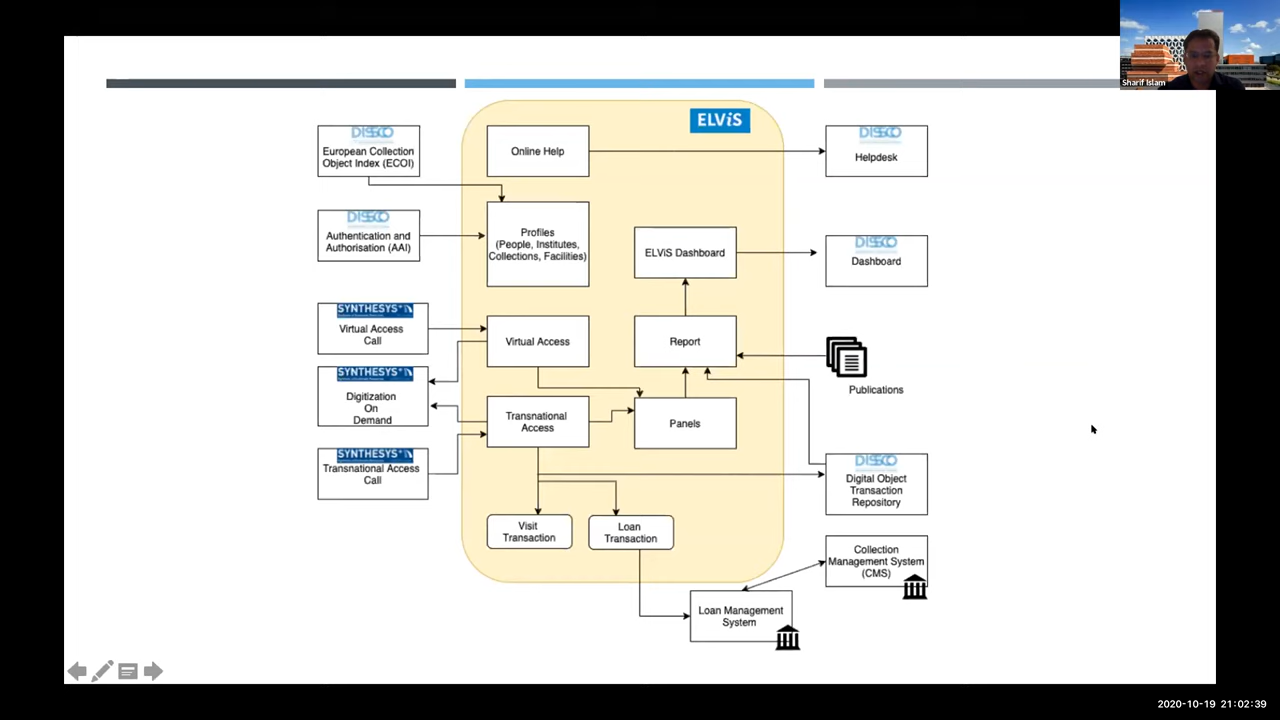 Sharif Islam
ELViS
DISSCO
European Collection
Object Index (ECOI)
Online Help
DISSCO
Helpdesk
DISSCO
Authentication and
Authorisation (AAI)
Profiles
(People, Institutes,
Collections, Facilities)
ELViS Dashboard
DISSCO
Dashboard
SYNTHESYS+
Virtual Access
Call
Virtual Access
Report
Publications
SYNTHESYS+
Digitization
On
Demand
Transnational
Access
Panels
SYNTHESYS+
Transnational Access
Call
DISSCO
Digital Object
Transaction
Repository
Visit
Transaction
Loan
Transaction
Collection
Management System
(CMS)
Loan Management
System
2020-10-19 21:02:39